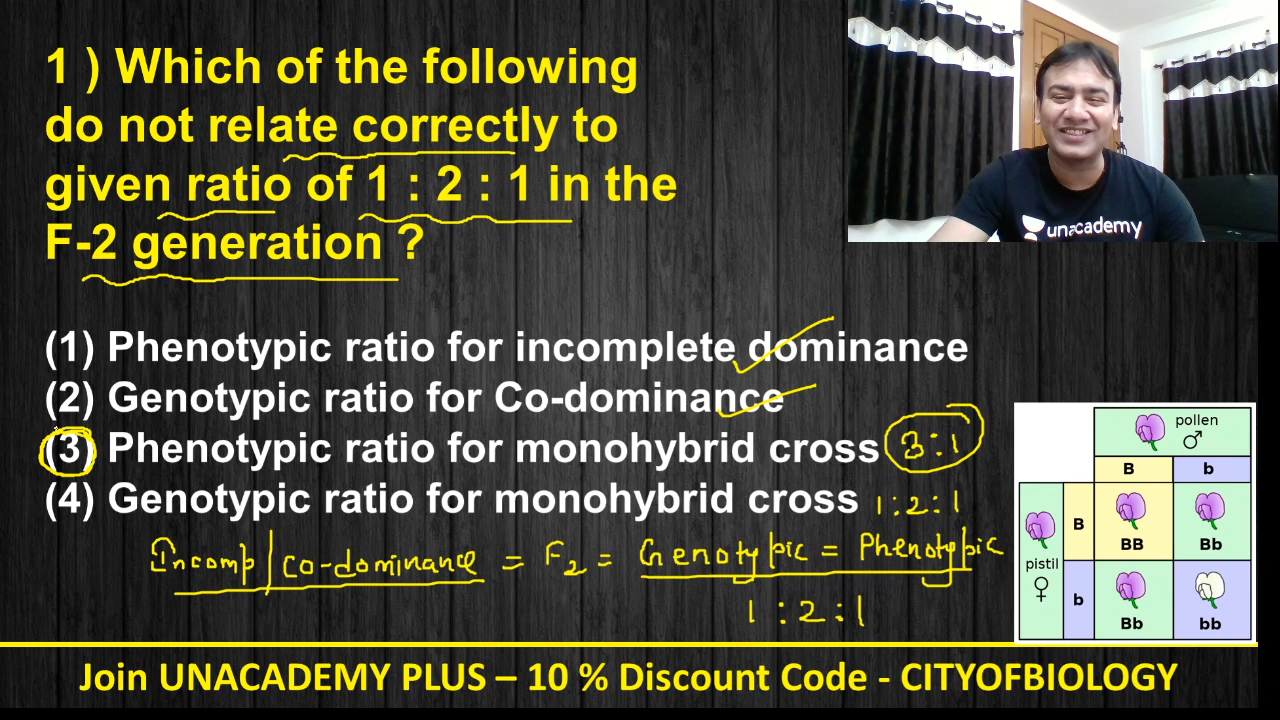 1 ) Which of the following
do not relate correctly to
given ratio of 1 : 2 : 1 in the
F-2 generation ?
unacademy
(1) Phenotypic ratio for incomplete dominance
(2) Genotypic ratio for Co-dominance
(3) Phenotypic ratio for monohybrid cross 3:1
(4) Genotypic ratio for monohybrid cross 1:2:1
Incomp | co-dominance = F2 = Genotypic = Phenotypic
1 : 2 : 1
pollen
♂
B b
B BB Bb
pistil
♀
b Bb bb
Join UNACADEMY PLUS – 10 % Discount Code - CITYOFBIOLOGY